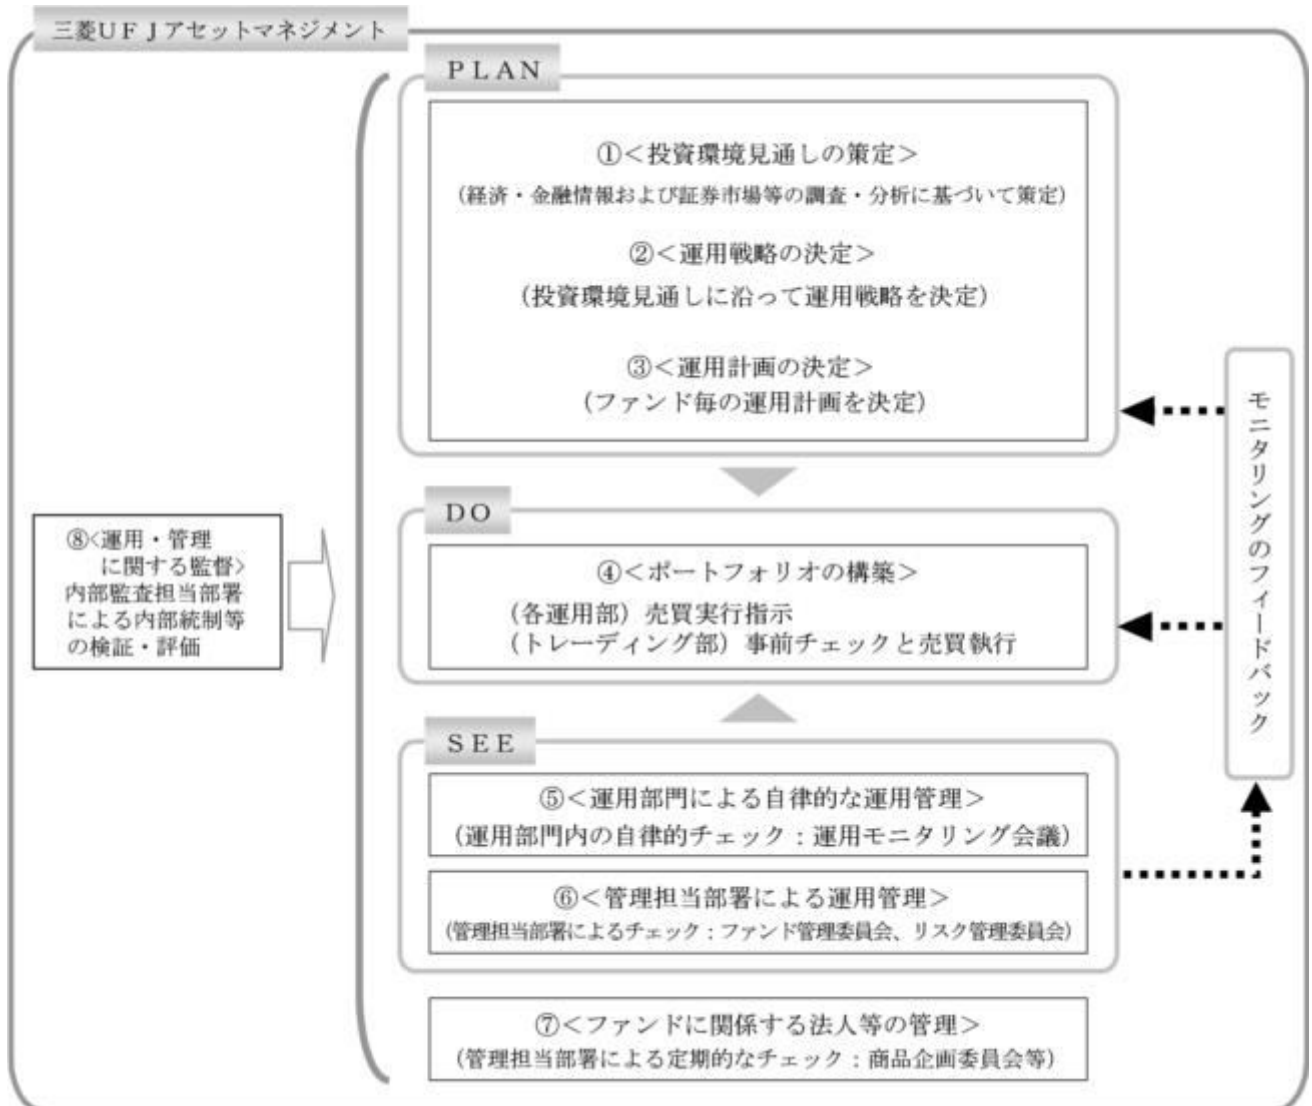 三菱UFJアセットマネジメント
PLAN
①＜投資環境見通しの策定＞
(経済・金融情報および証券市場等の調査・分析に基づいて策定)
②＜運用戦略の決定＞
(投資環境見通しに沿って運用戦略を決定)
③＜運用計画の決定＞
(ファンド毎の運用計画を決定)
DO
④＜ポートフォリオの構築＞
(各運用部) 売買実行指示
(トレーディング部) 事前チェックと売買執行
SEE
⑤＜運用部門による自律的な運用管理＞
(運用部門内の自律的チェック：運用モニタリング会議)
⑥＜管理担当部署による運用管理＞
(管理担当部署によるチェック：ファンド管理委員会、リスク管理委員会)
⑦＜ファンドに関係する法人等の管理＞
(管理担当部署による定期的なチェック：商品企画委員会等)
⑧<運用・管理
に関する監督>
内部監査担当部署
による内部統制等
の検証・評価
モニタリングのフィードバック